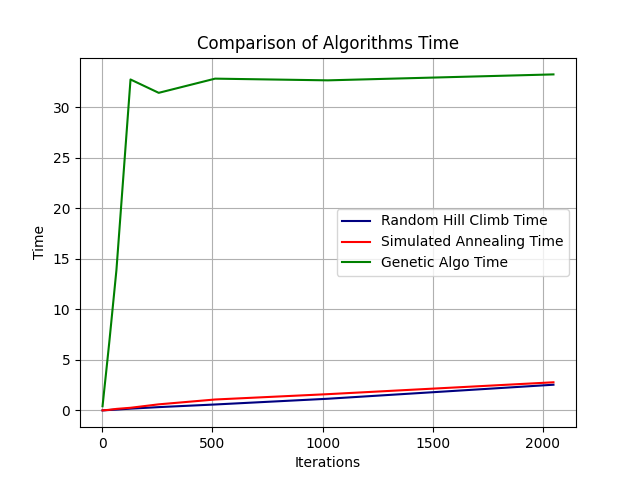 Comparison of Algorithms Time
Time
30
25
20
15
10
5
0
Random Hill Climb Time
Simulated Annealing Time
Genetic Algo Time
0 500 1000 1500 2000
Iterations